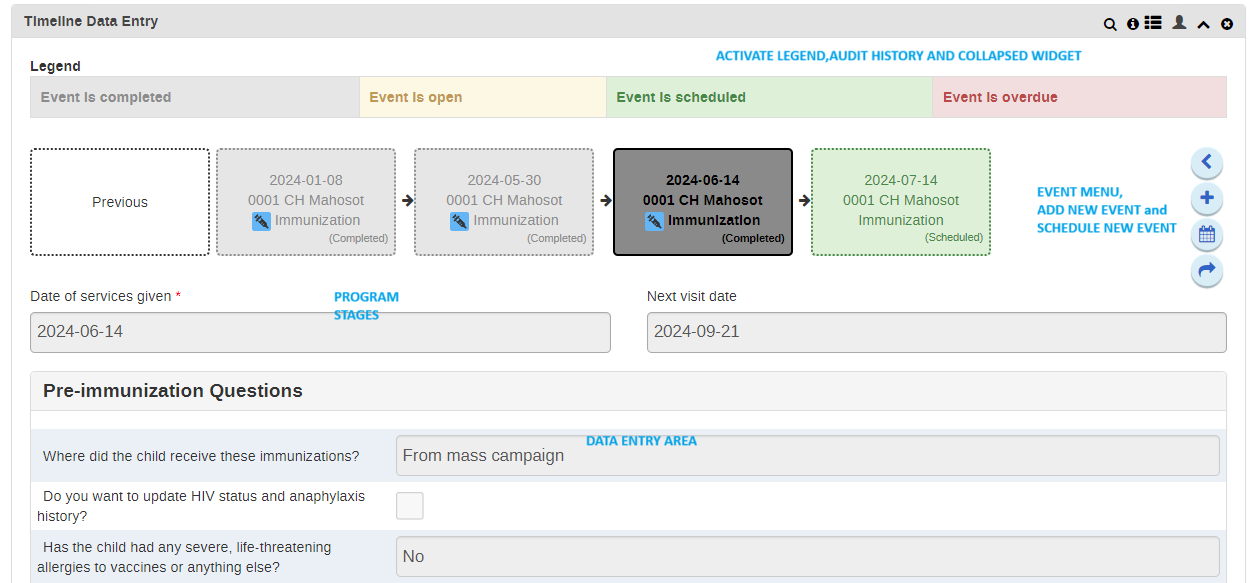 Timeline Data Entry
ACTIVATE LEGEND,AUDIT HISTORY AND COLLAPSED WIDGET
Legend
Event is completed
Event is open
Event is scheduled
Event is overdue
Previous
2024-01-08
0001 CH Mahosot
Immunization
(Completed)
2024-05-30
0001 CH Mahosot
Immunization
(Completed)
2024-06-14
0001 CH Mahosot
Immunization
(Completed)
2024-07-14
0001 CH Mahosot
Immunization
(Scheduled)
EVENT MENU,
ADD NEW EVENT and
SCHEDULE NEW EVENT
Date of services given *
PROGRAM
STAGES
2024-06-14
Next visit date
2024-09-21
Pre-immunization Questions
DATA ENTRY AREA
Where did the child receive these immunizations?
From mass campaign
Do you want to update HIV status and anaphylaxis
history?
Has the child had any severe, life-threatening
allergies to vaccines or anything else?
No